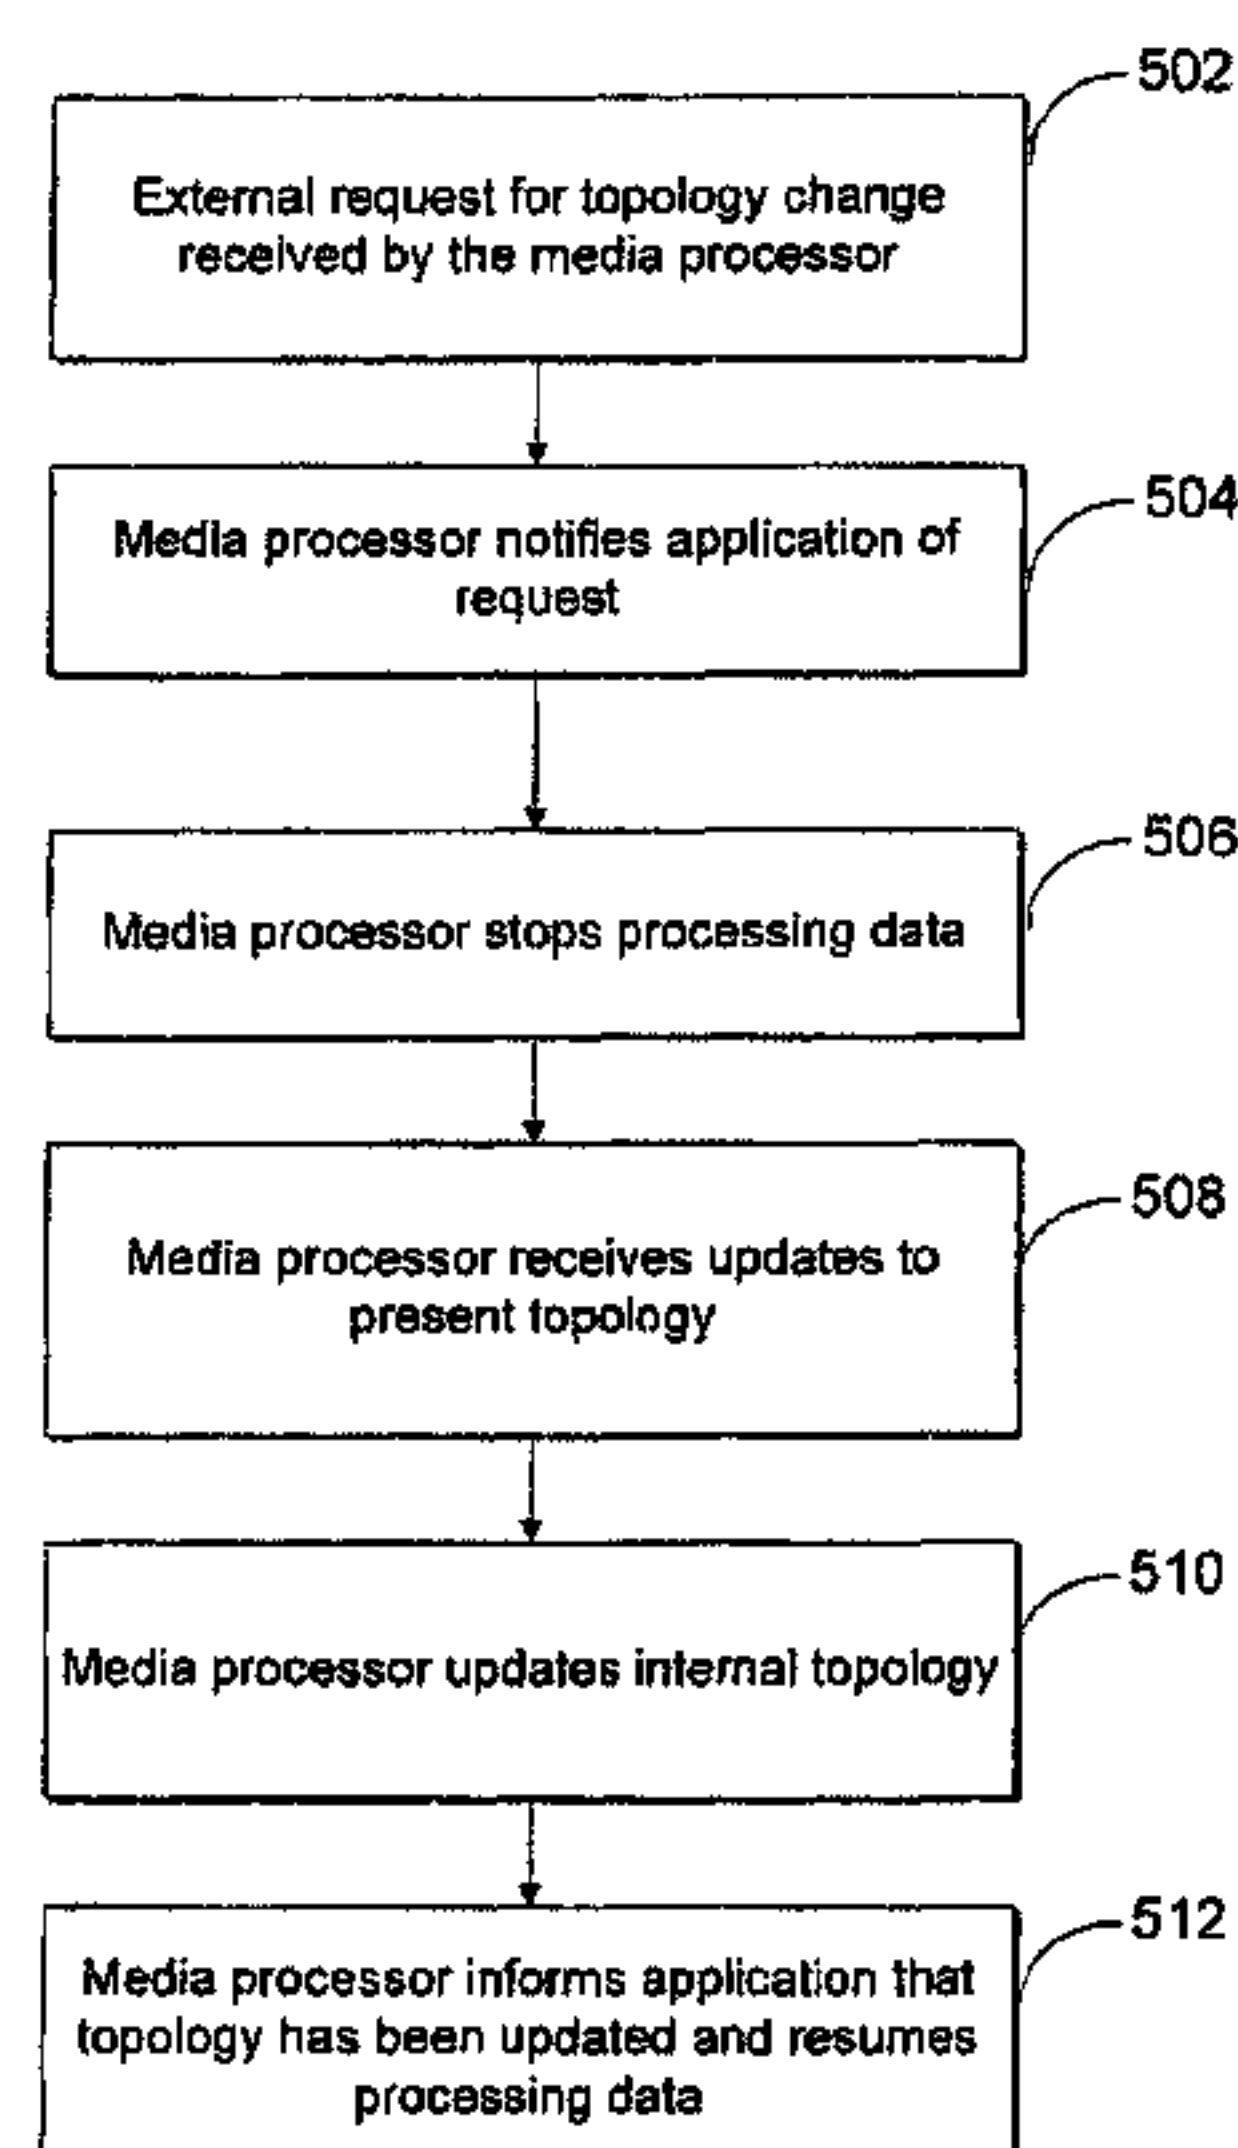 502
External request for topology change
received by the media processor
504
Media processor notifies application of
request
506
Media processor stops processing data
508
Media processor receives updates to
present topology
510
Media processor updates internal topology
512
Media processor informs application that
topology has been updated and resumes
processing data